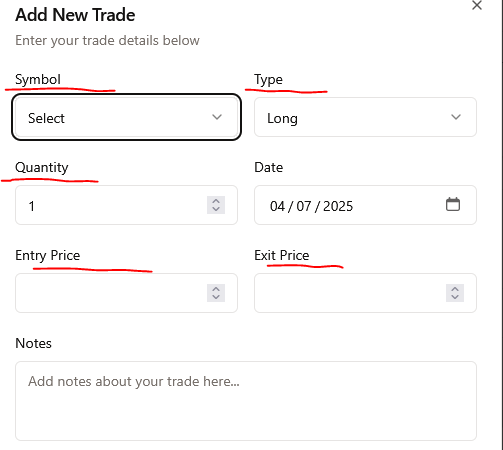 Add New Trade
Enter your trade details below
Symbol Type
Select Long
Quantity Date
1 04 / 07 / 2025
Entry Price Exit Price
Notes
Add notes about your trade here...